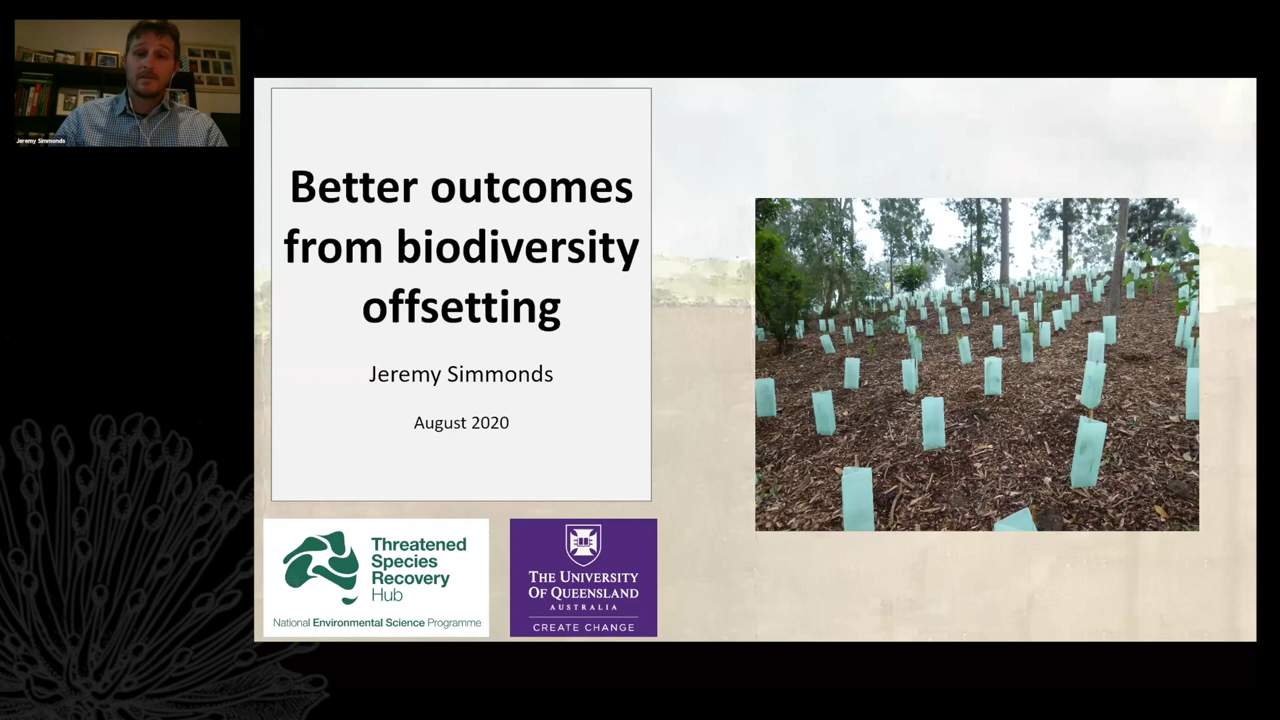 Jeremy Simmonds
Better outcomes
from biodiversity
offsetting
Jeremy Simmonds
August 2020
Threatened
Species
Recovery
Hub
National Environmental Science Programme
THE UNIVERSITY
OF QUEENSLAND
AUSTRALIA
CREATE CHANGE